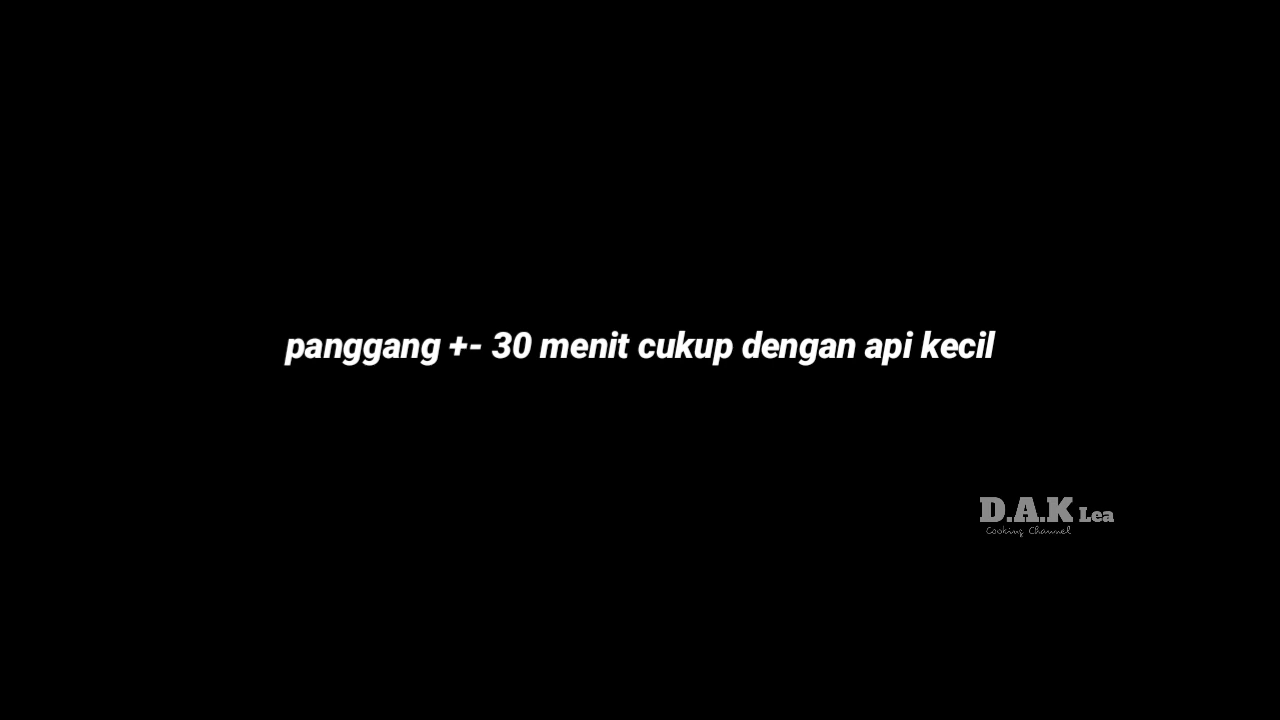 panggang +- 30 menit cukup dengan api kecil
D.A.K Lea
Cooking Channel